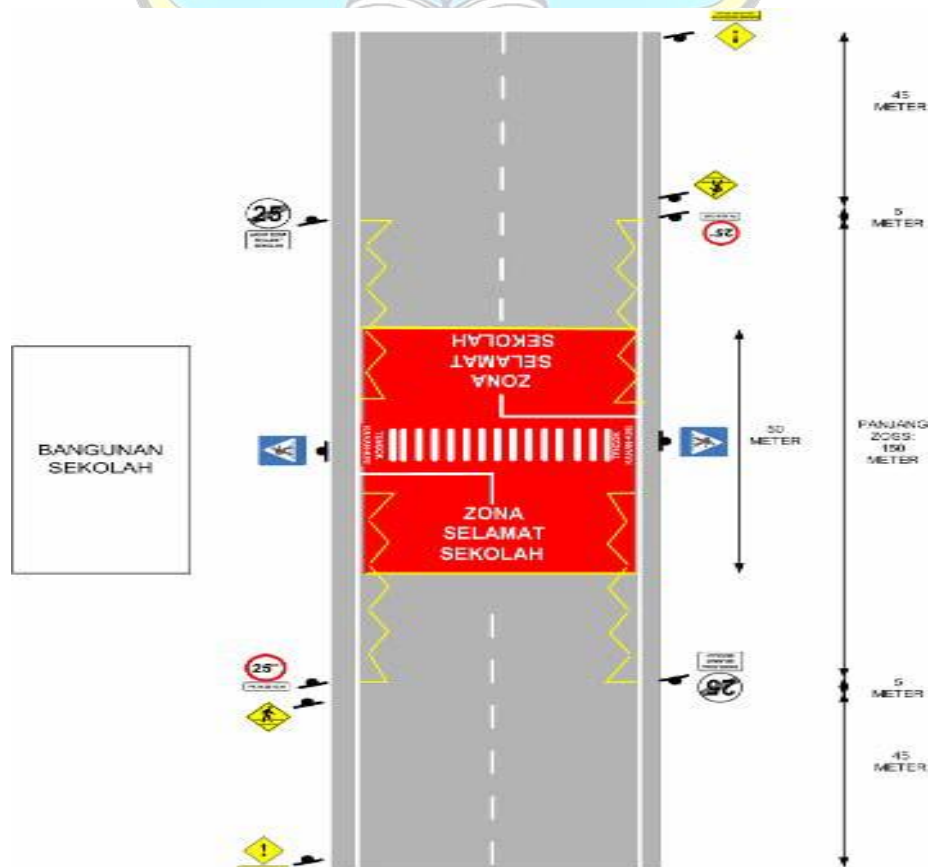 45
METER
25
5
METER
25
ZONA
SELAMAT
SEKOLAH
BANGUNAN
SEKOLAH
TENGOK
50
METER
PANJANG
ZOSS:
150
METER
ZONA
SELAMAT
SEKOLAH
25
25
5
METER
45
METER
!